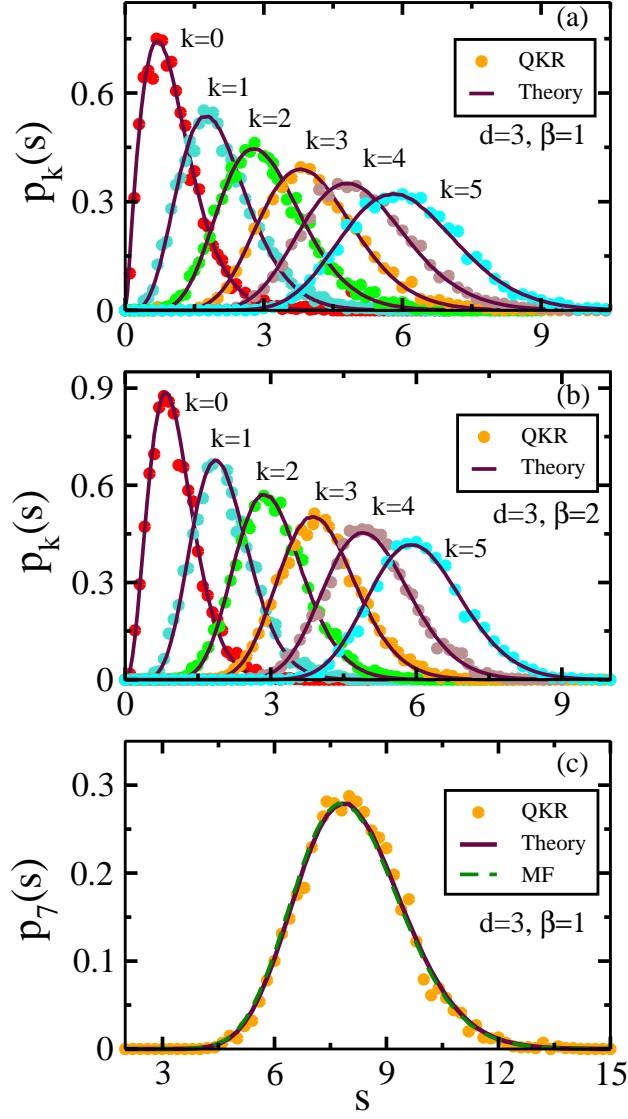 (a)
k=0
k=1
k=2
k=3
k=4
k=5
QKR
Theory
d=3, β=1
p_k(s)
0.6
0.3
0
0 3 6 9
(b)
k=0
k=1
k=2
k=3
k=4
k=5
QKR
Theory
d=3, β=2
p_k(s)
0.9
0.6
0.3
0
0 3 6 9
(c)
QKR
Theory
MF
d=3, β=1
p_7(s)
0.3
0.2
0.1
0
3 6 9 12 15
s